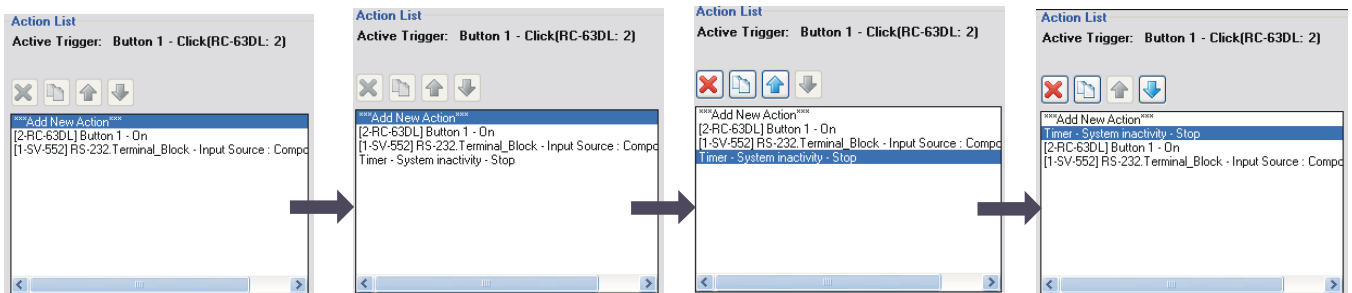 Action List
Active Trigger: Button 1 - Click(RC-63DL: 2)
***Add New Action***
[2-RC-63DL] Button 1 - On
[1-SV-552] RS-232.Terminal_Block - Input Source : Compo
Action List
Active Trigger: Button 1 - Click(RC-63DL: 2)
***Add New Action***
[2-RC-63DL] Button 1 - On
[1-SV-552] RS-232.Terminal_Block - Input Source : Compo
Timer - System inactivity - Stop
Action List
Active Trigger: Button 1 - Click(RC-63DL: 2)
***Add New Action***
[2-RC-63DL] Button 1 - On
[1-SV-552] RS-232.Terminal_Block - Input Source : Compo
Timer - System inactivity - Stop
Action List
Active Trigger: Button 1 - Click(RC-63DL: 2)
***Add New Action***
Timer - System inactivity - Stop
[2-RC-63DL] Button 1 - On
[1-SV-552] RS-232.Terminal_Block - Input Source : Compo